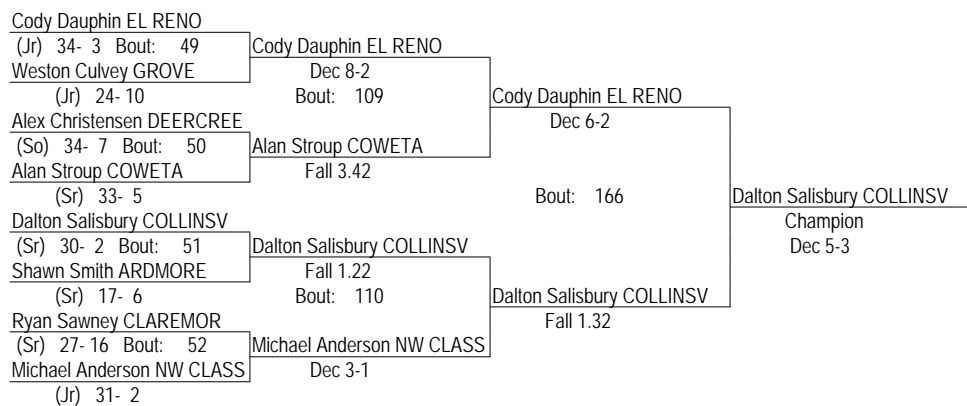 Cody Dauphin EL RENO
(Jr) 34- 3 Bout: 49
Cody Dauphin EL RENO
Weston Culvey GROVE
Dec 8-2
(Jr) 24- 10
Bout: 109
Cody Dauphin EL RENO
Alex Christensen DEERCREE
Dec 6-2
(So) 34- 7 Bout: 50
Alan Stroup COWETA
Alan Stroup COWETA
Fall 3.42
(Sr) 33- 5
Bout: 166
Dalton Salisbury COLLINSV
Dalton Salisbury COLLINSV
Champion
(Sr) 30- 2 Bout: 51
Dalton Salisbury COLLINSV
Dec 5-3
Shawn Smith ARDMORE
Fall 1.22
(Sr) 17- 6
Bout: 110
Dalton Salisbury COLLINSV
Ryan Sawney CLAREMOR
Fall 1.32
(Sr) 27- 16 Bout: 52
Michael Anderson NW CLASS
Michael Anderson NW CLASS
Dec 3-1
(Jr) 31- 2